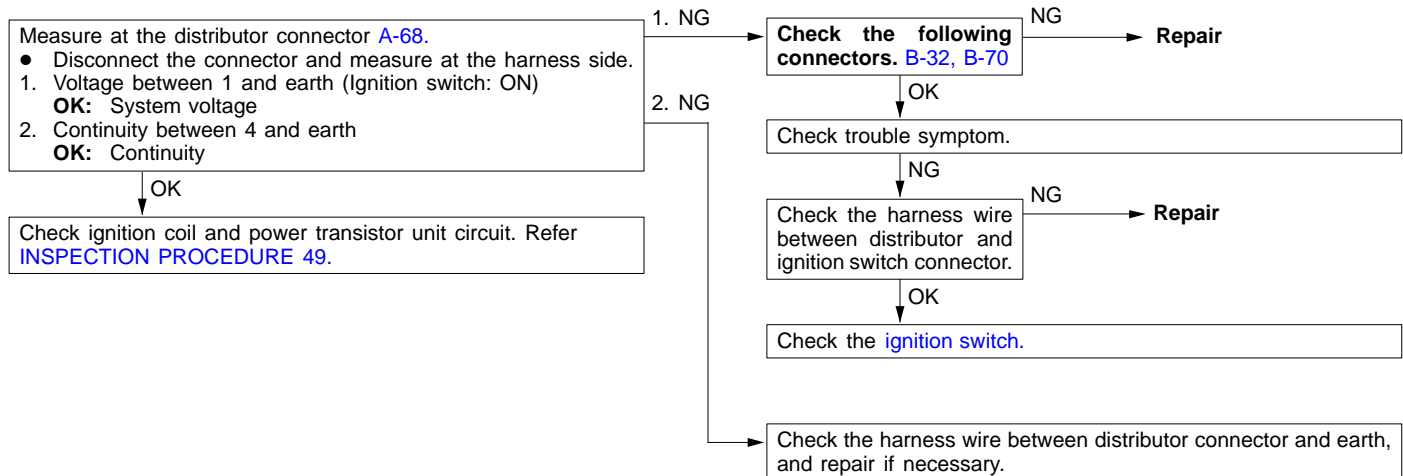 Measure at the distributor connector A-68.
● Disconnect the connector and measure at the harness side.
1. Voltage between 1 and earth (Ignition switch: ON)
OK: System voltage
2. Continuity between 4 and earth
OK: Continuity
OK
Check ignition coil and power transistor unit circuit. Refer
INSPECTION PROCEDURE 49.
1. NG
2. NG
Check the following
connectors. B-32, B-70
NG
Repair
OK
Check trouble symptom.
NG
Check the harness wire
between distributor and
ignition switch connector.
NG
Repair
OK
Check the ignition switch.
Check the harness wire between distributor connector and earth,
and repair if necessary.